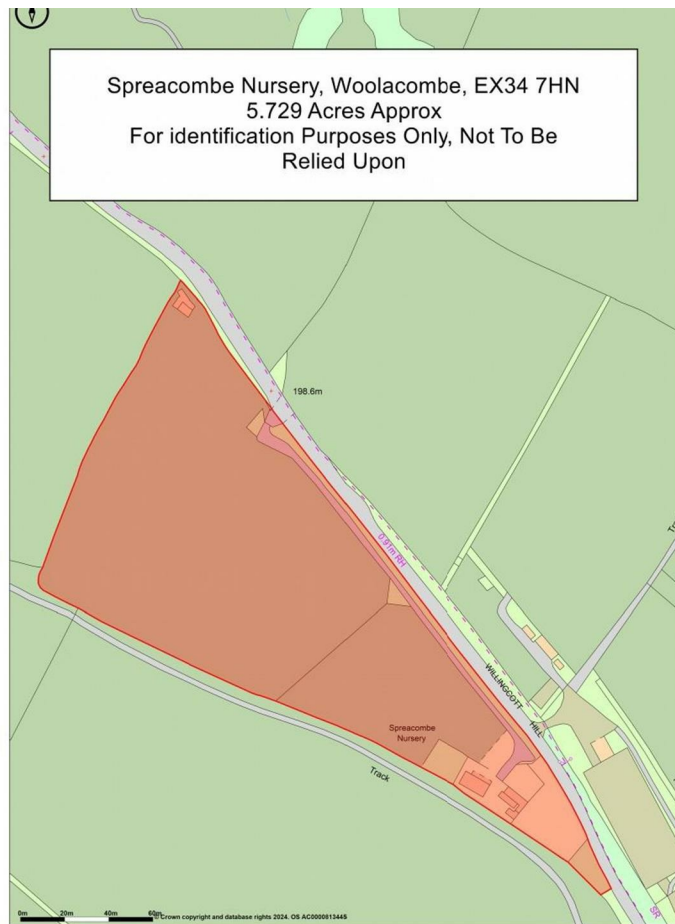 Spreacombe Nursery, Woolacombe, EX34 7HN
5.729 Acres Approx
For identification Purposes Only, Not To Be
Relied Upon
198.6m
0.91m RH
WILLINGCOTT HILL
Spreacombe
Nursery
Track
SR
0m 20m 40m 60m
© Crown copyright and database rights 2024. OS AC0000813445